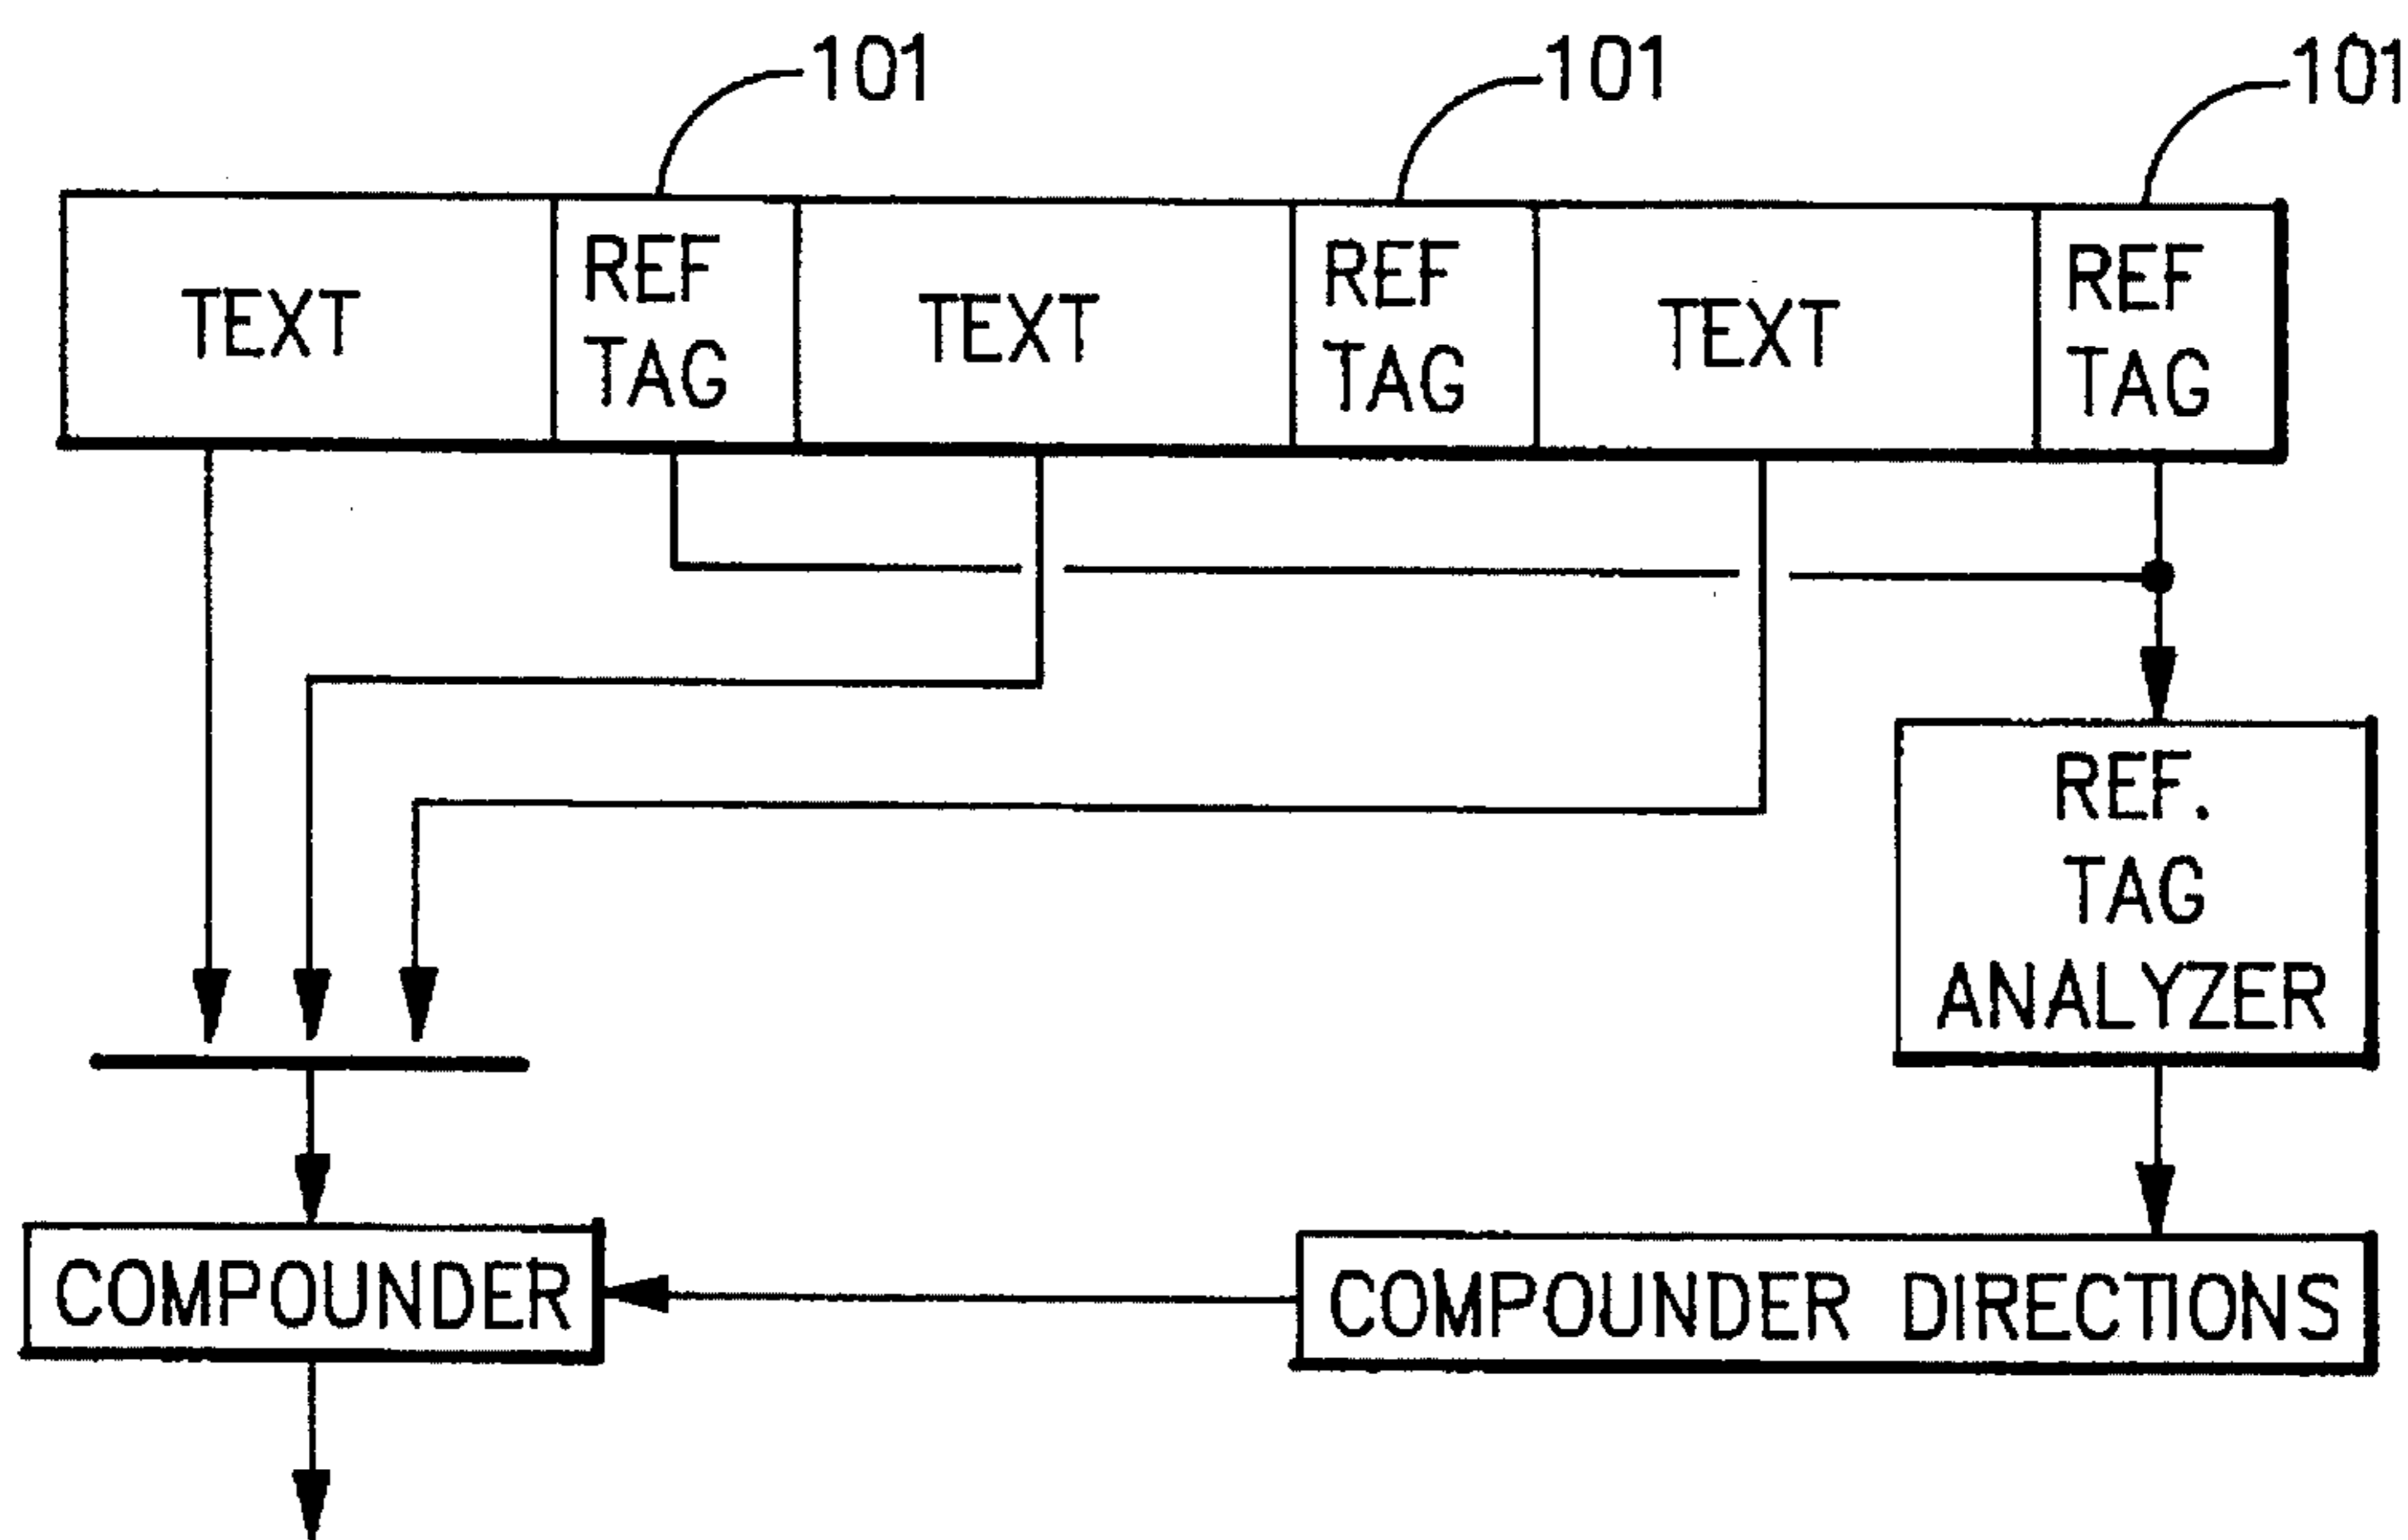 101
101
101
TEXT
REF
TAG
TEXT
REF
TAG
TEXT
REF
TAG
REF.
TAG
ANALYZER
COMPOUNDER
COMPOUNDER DIRECTIONS